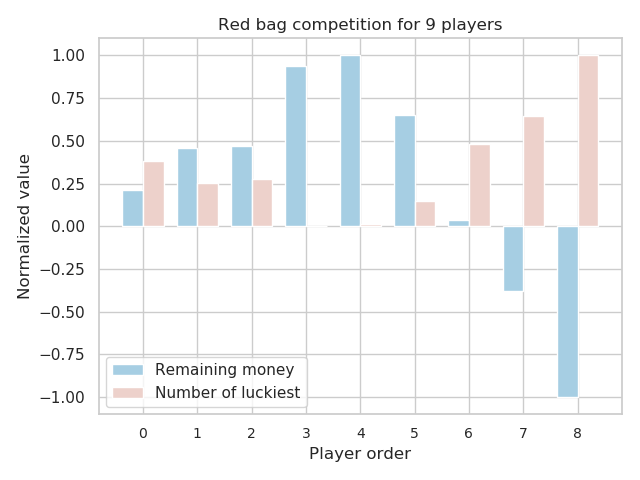 Red bag competition for 9 players
Normalized value
1.00
0.75
0.50
0.25
0.00
−0.25
−0.50
−0.75
−1.00
Remaining money
Number of luckiest
0 1 2 3 4 5 6 7 8
Player order